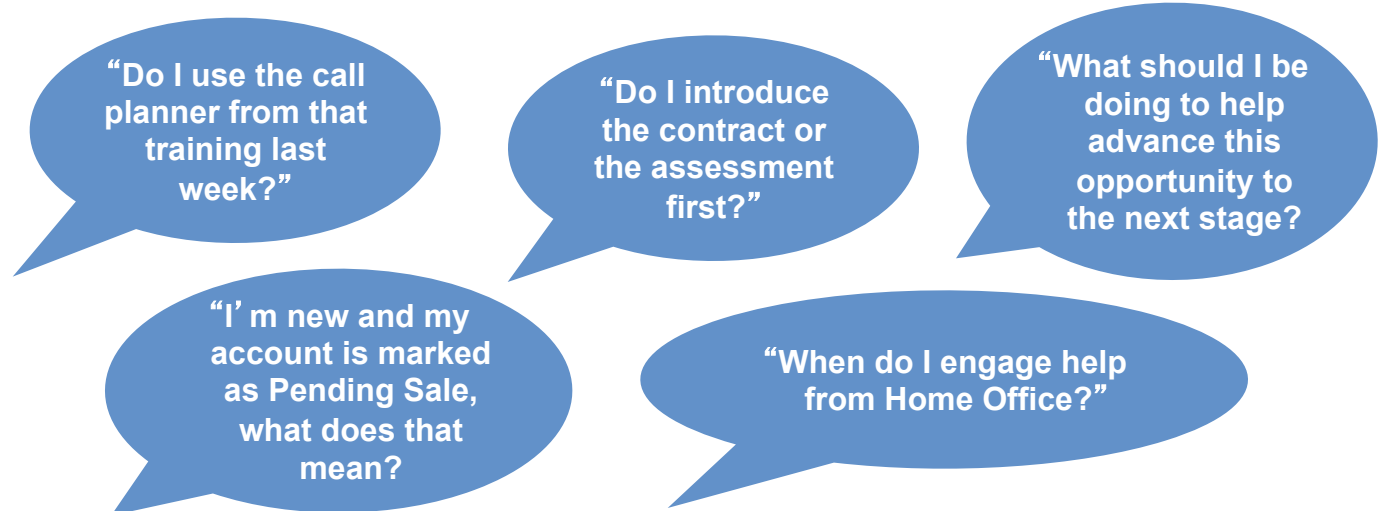 “Do I use the call
planner from that
training last
week?”
“Do I introduce
the contract or
the assessment
first?”
“What should I be
doing to help
advance this
opportunity to
the next stage?
“I’ m new and my
account is marked
as Pending Sale,
what does that
mean?
“When do I engage help
from Home Office?”